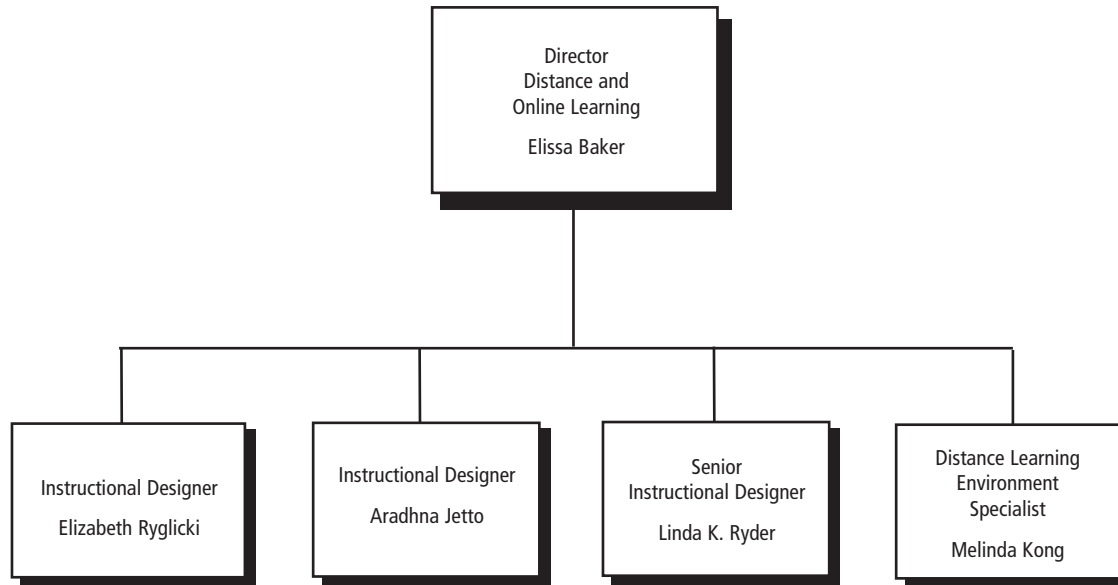 Director
Distance and
Online Learning
Elissa Baker
Instructional Designer
Elizabeth Ryglicki
Instructional Designer
Aradhna Jetto
Senior
Instructional Designer
Linda K. Ryder
Distance Learning
Environment
Specialist
Melinda Kong